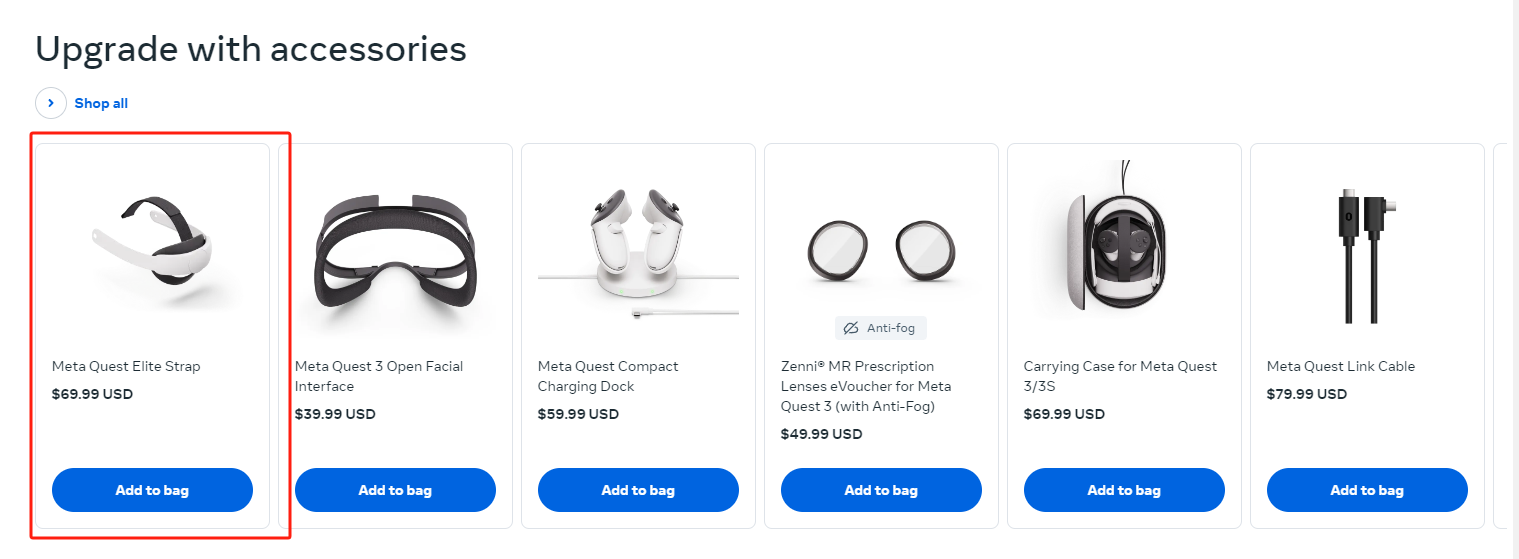 Upgrade with accessories
Shop all
Meta Quest Elite Strap
$69.99 USD
Add to bag
Meta Quest 3 Open Facial
Interface
$39.99 USD
Add to bag
Meta Quest Compact
Charging Dock
$59.99 USD
Add to bag
Anti-fog
Zenni® MR Prescription
Lenses eVoucher for Meta
Quest 3 (with Anti-Fog)
$49.99 USD
Add to bag
Carrying Case for Meta Quest
3/3S
$69.99 USD
Add to bag
Meta Quest Link Cable
$79.99 USD
Add to bag